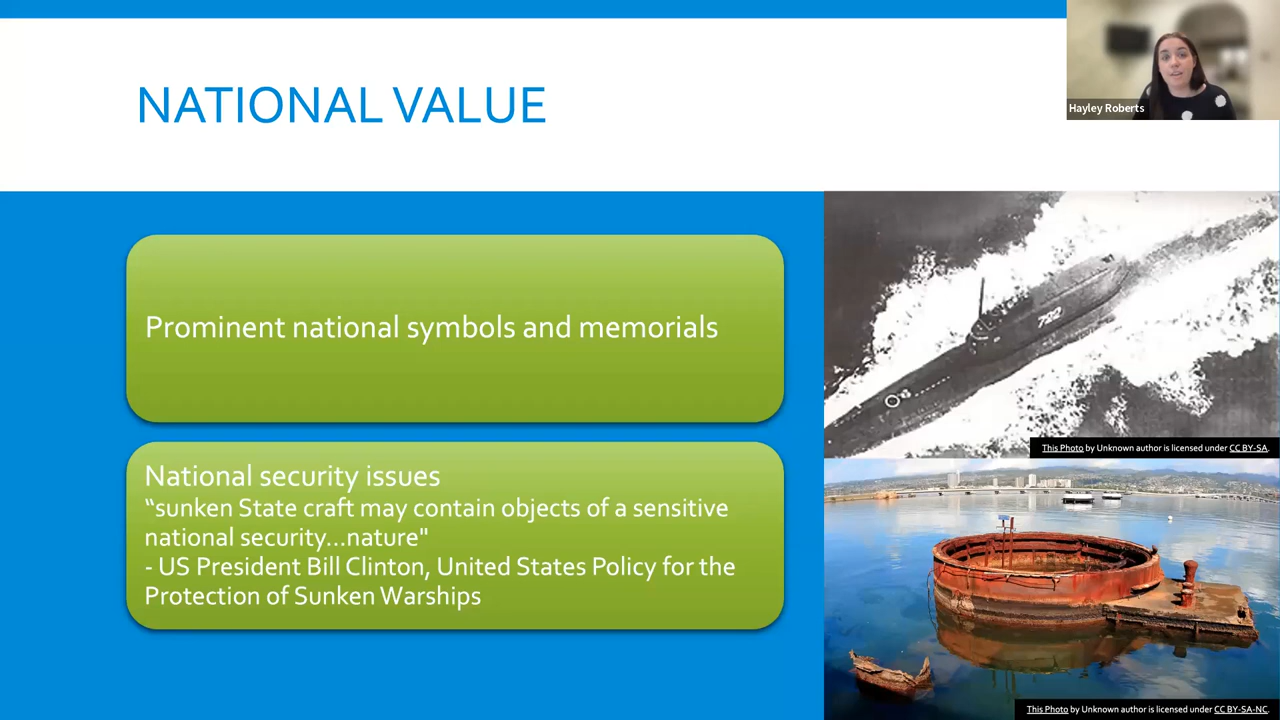 NATIONAL VALUE
Hayley Roberts
Prominent national symbols and memorials
National security issues
“sunken State craft may contain objects of a sensitive
national security...nature"
- US President Bill Clinton, United States Policy for the
Protection of Sunken Warships
722
This Photo by Unknown author is licensed under CC BY-SA.
This Photo by Unknown author is licensed under CC BY-SA-NC.